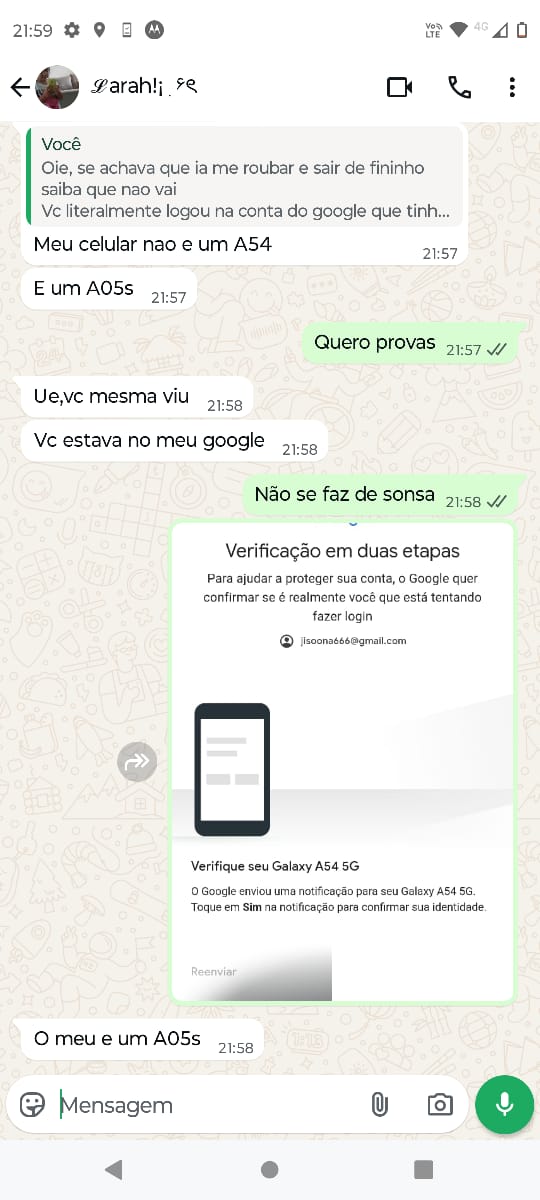 21:59
Vo))
LTE
4G
ℒarah!¡
Você
Oie, se achava que ia me roubar e sair de fininho
saiba que nao vai
Vc literalmente logou na conta do google que tinh...
Meu celular nao e um A54
21:57
E um A05s
21:57
Quero provas
21:57
Ue,vc mesma viu
21:58
Vc estava no meu google
21:58
Não se faz de sonsa
21:58
Verificação em duas etapas
Para ajudar a proteger sua conta, o Google quer
confirmar se é realmente você que está tentando
fazer login
jisoona666@gmail.com
Verifique seu Galaxy A54 5G
O Google enviou uma notificação para seu Galaxy A54 5G.
Toque em Sim na notificação para confirmar sua identidade.
Reenviar
O meu e um A05s
21:58
Mensagem